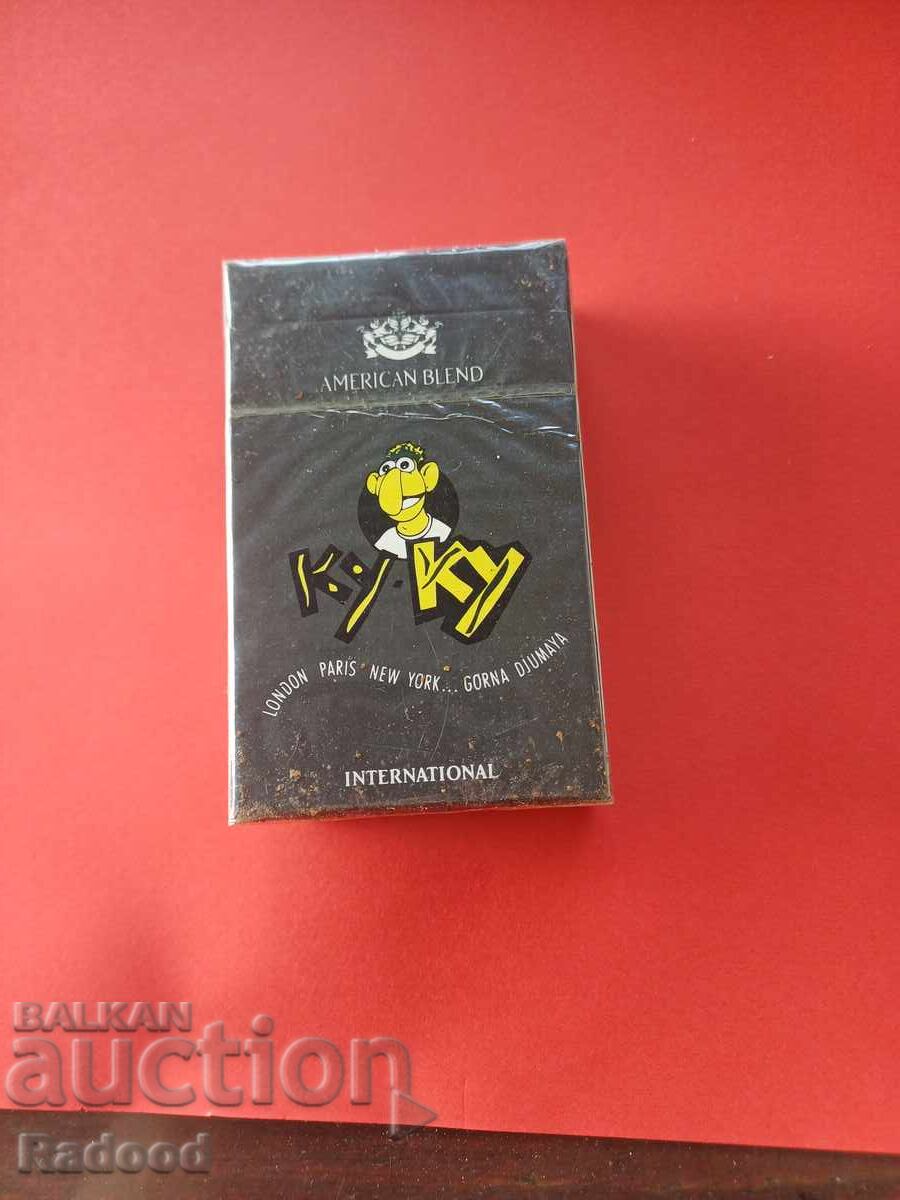 AMERICAN BLEND
Ку-Ку
LONDON PARIS NEW YORK... GORNA DJUMAYA
INTERNATIONAL
BALKAN
auction
Radood